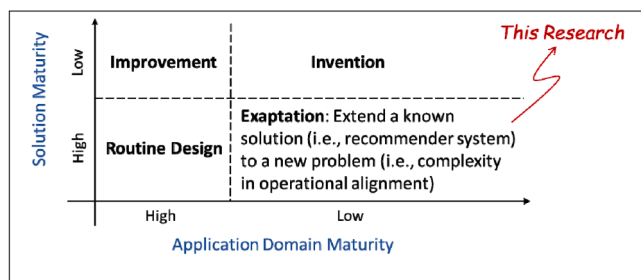 This Research
Solution Maturity
Low
High
Improvement
Invention
Routine Design
Exaptation: Extend a known
solution (i.e., recommender system)
to a new problem (i.e., complexity
in operational alignment)
High
Low
Application Domain Maturity